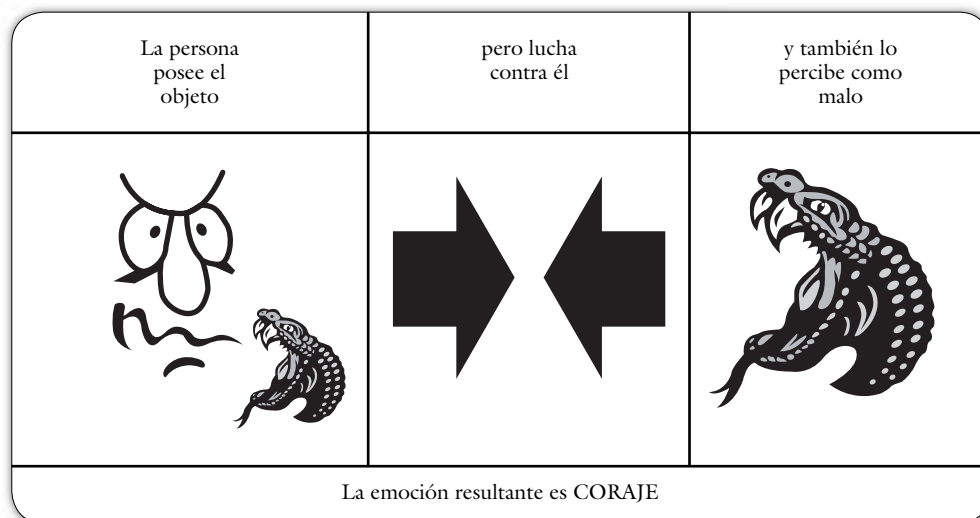 La persona
posee el
objeto
pero lucha
contra él
y también lo
percibe como
malo
La emoción resultante es CORAJE